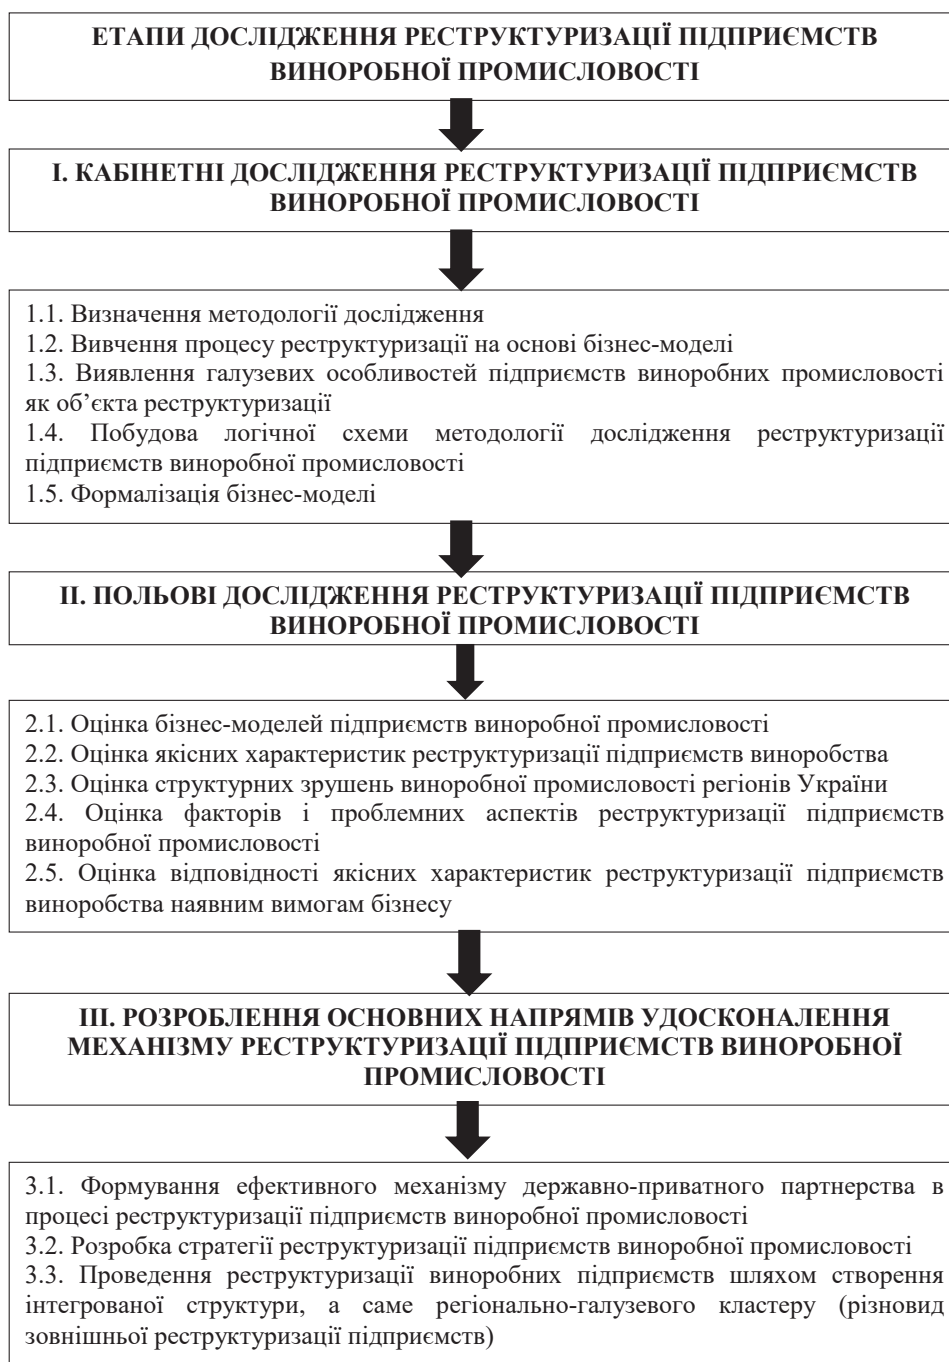 ЕТАПИ ДОСЛІДЖЕННЯ РЕСТРУКТУРИЗАЦІЇ ПІДПРИЄМСТВ
ВИНОРОБНОЇ ПРОМИСЛОВОСТІ
І. КАБІНЕТНІ ДОСЛІДЖЕННЯ РЕСТРУКТУРИЗАЦІЇ ПІДПРИЄМСТВ
ВИНОРОБНОЇ ПРОМИСЛОВОСТІ
1.1. Визначення методології дослідження
1.2. Вивчення процесу реструктуризації на основі бізнес-моделі
1.3. Виявлення галузевих особливостей підприємств виноробних промисловості
як об’єкта реструктуризації
1.4. Побудова логічної схеми методології дослідження реструктуризації
підприємств виноробної промисловості
1.5. Формалізація бізнес-моделі
ІІ. ПОЛЬОВІ ДОСЛІДЖЕННЯ РЕСТРУКТУРИЗАЦІЇ ПІДПРИЄМСТВ
ВИНОРОБНОЇ ПРОМИСЛОВОСТІ
2.1. Оцінка бізнес-моделей підприємств виноробної промисловості
2.2. Оцінка якісних характеристик реструктуризації підприємств виноробства
2.3. Оцінка структурних зрушень виноробної промисловості регіонів України
2.4. Оцінка факторів і проблемних аспектів реструктуризації підприємств
виноробної промисловості
2.5. Оцінка відповідності якісних характеристик реструктуризації підприємств
виноробства наявним вимогам бізнесу
ІІІ. РОЗРОБЛЕННЯ ОСНОВНИХ НАПРЯМІВ УДОСКОНАЛЕННЯ
МЕХАНІЗМУ РЕСТРУКТУРИЗАЦІЇ ПІДПРИЄМСТВ ВИНОРОБНОЇ
ПРОМИСЛОВОСТІ
3.1. Формування ефективного механізму державно-приватного партнерства в
процесі реструктуризації підприємств виноробної промисловості
3.2. Розробка стратегії реструктуризації підприємств виноробної промисловості
3.3. Проведення реструктуризації виноробних підприємств шляхом створення
інтегрованої структури, а саме регіонально-галузевого кластеру (різновид
зовнішньої реструктуризації підприємств)